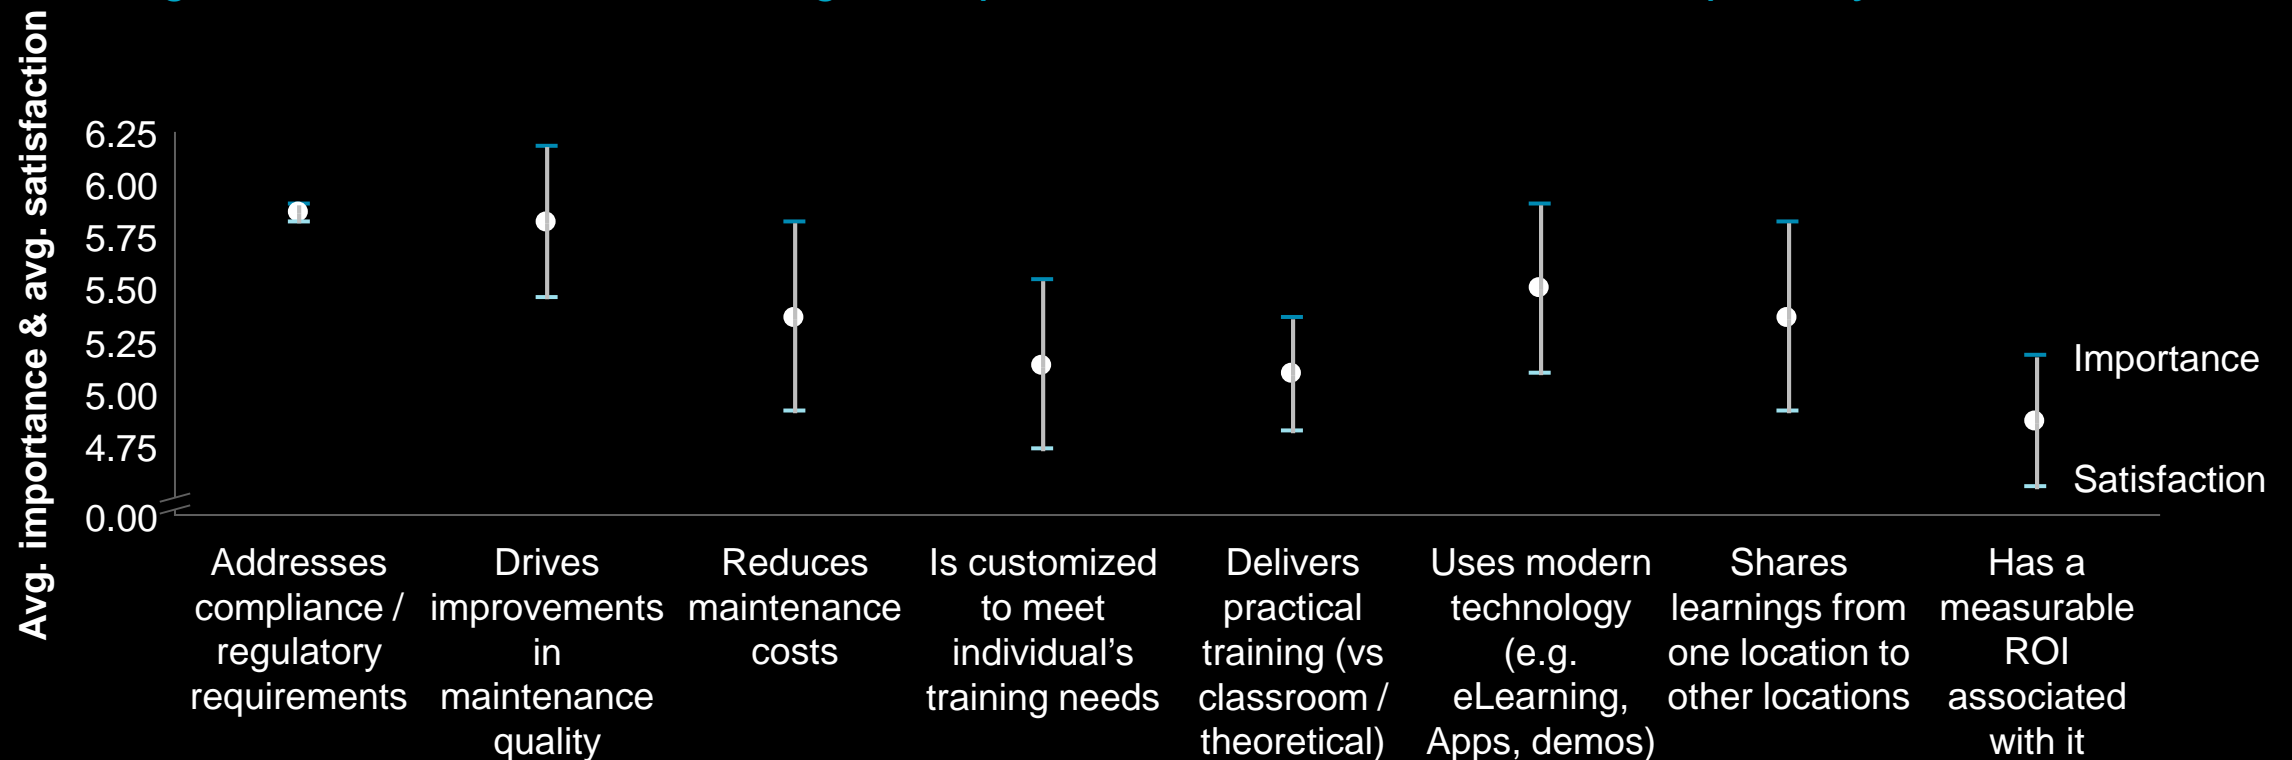 Avg. importance & avg. satisfaction
6.25
6.00
5.75
5.50
5.25
5.00
4.75
0.00
Importance
Satisfaction
Addresses
compliance /
regulatory
requirements
Drives
improvements
in
maintenance
quality
Reduces
maintenance
costs
Is customized
to meet
individual’s
training needs
Delivers
practical
training (vs
classroom /
theoretical)
Uses modern
technology
(e.g.
eLearning,
Apps, demos)
Shares
learnings from
one location to
other locations
Has a
measurable
ROI
associated
with it